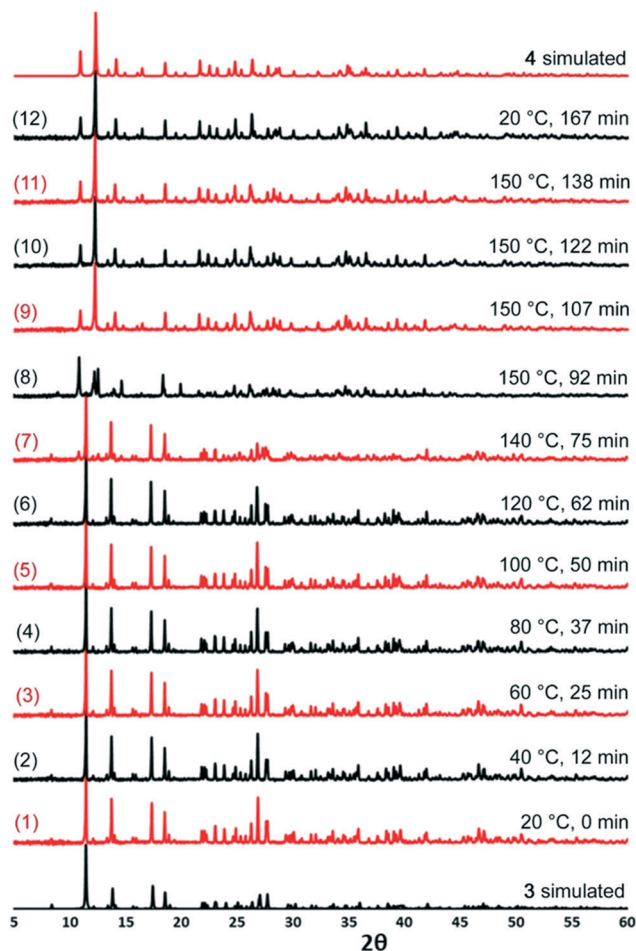 4 simulated
(12) 20 °C, 167 min
(11) 150 °C, 138 min
(10) 150 °C, 122 min
(9) 150 °C, 107 min
(8) 150 °C, 92 min
(7) 140 °C, 75 min
(6) 120 °C, 62 min
(5) 100 °C, 50 min
(4) 80 °C, 37 min
(3) 60 °C, 25 min
(2) 40 °C, 12 min
(1) 20 °C, 0 min
3 simulated
5 10 15 20 25 30 35 40 45 50 55 60
2θ